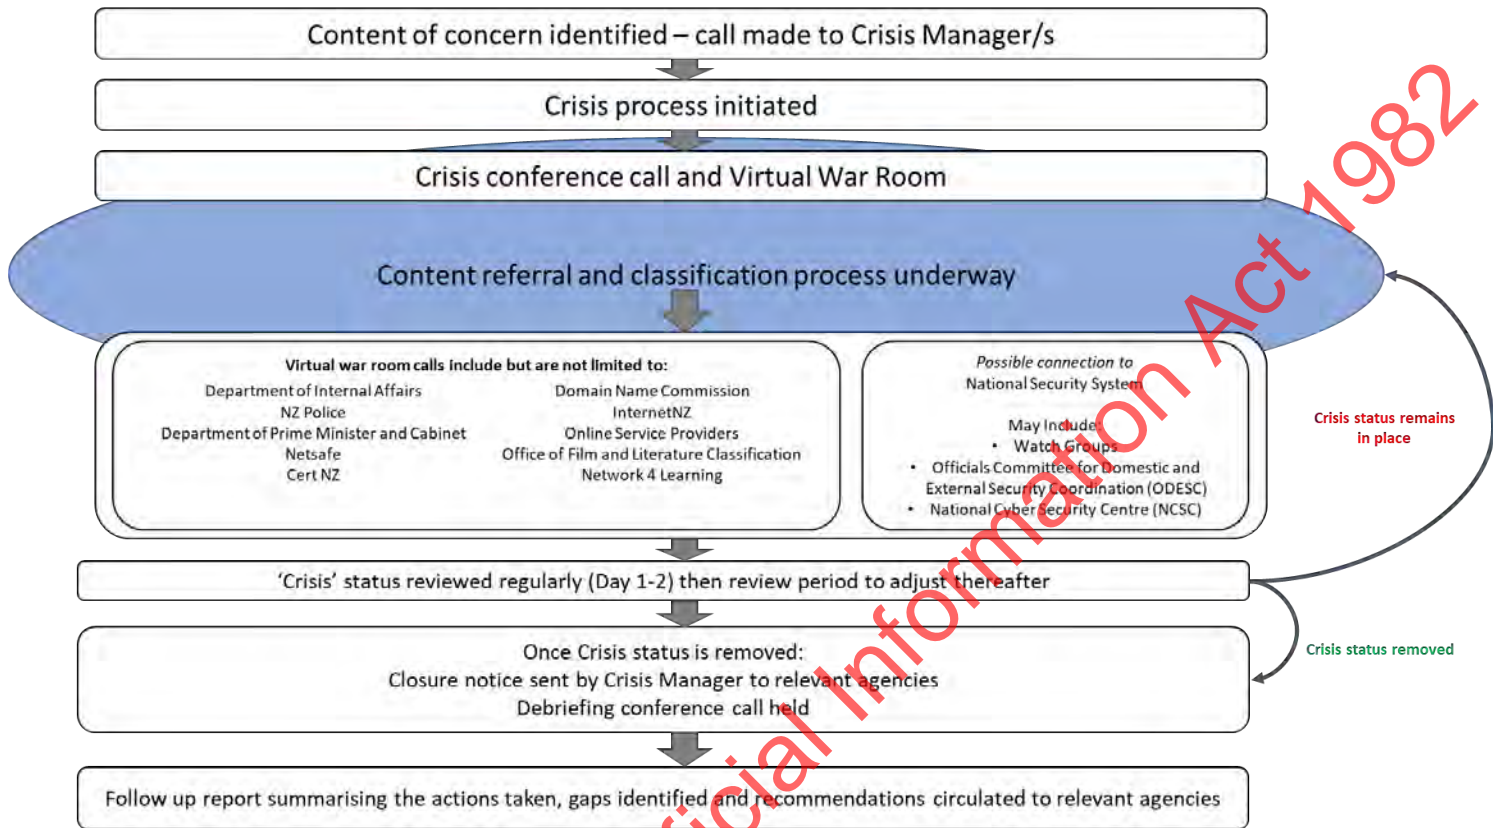 Content of concern identified – call made to Crisis Manager/s
Crisis process initiated
Crisis conference call and Virtual War Room
Content referral and classification process underway
Virtual war room calls include but are not limited to:
Department of Internal Affairs
NZ Police
Department of Prime Minister and Cabinet
Netsafe
Cert NZ
Domain Name Commission
InternetNZ
Online Service Providers
Office of Film and Literature Classification
Network 4 Learning
Possible connection to
National Security System
May Include:
• Watch Groups
• Officials Committee for Domestic and
External Security Coordination (ODESC)
• National Cyber Security Centre (NCSC)
Crisis status remains
in place
'Crisis' status reviewed regularly (Day 1-2) then review period to adjust thereafter
Once Crisis status is removed:
Closure notice sent by Crisis Manager to relevant agencies
Debriefing conference call held
Crisis status removed
Follow up report summarising the actions taken, gaps identified and recommendations circulated to relevant agencies
Information Act 1982